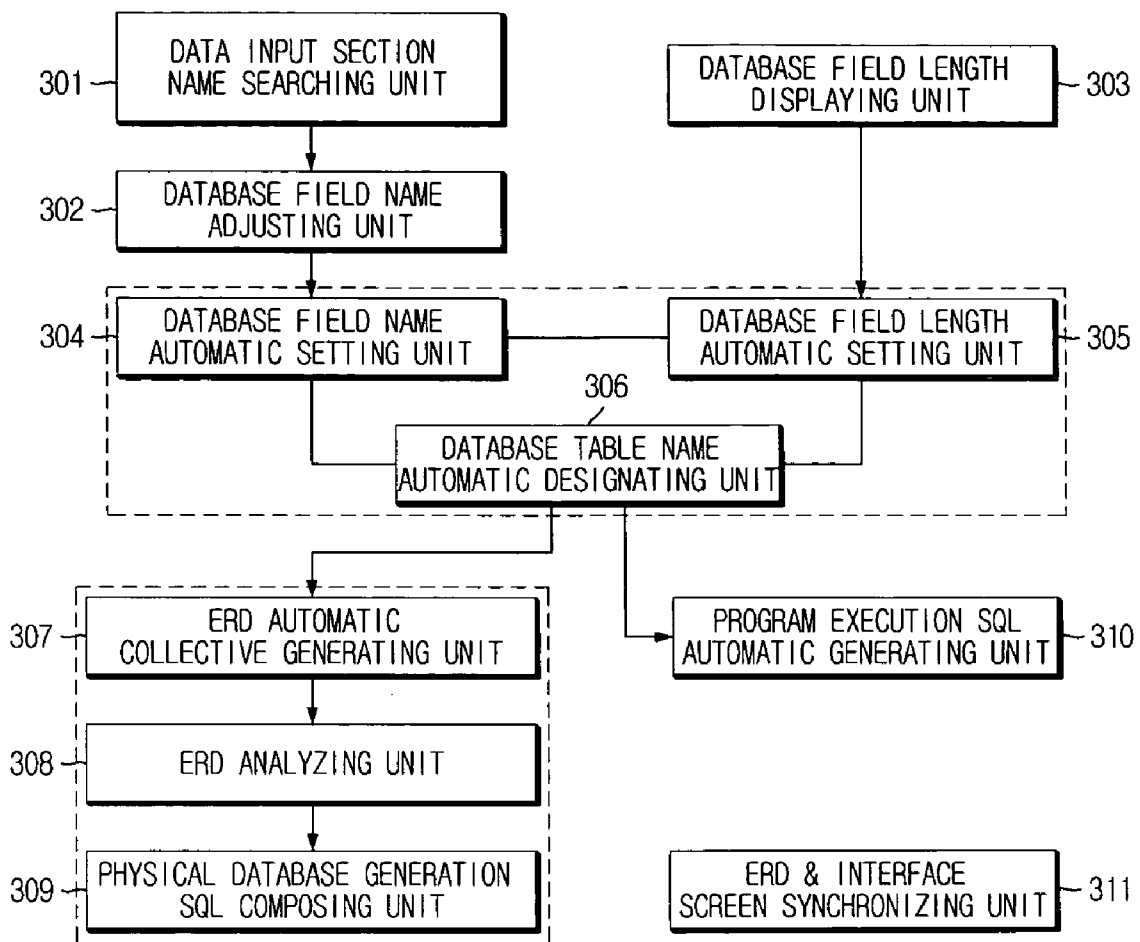 DATA INPUT SECTION
NAME SEARCHING UNIT
301
DATABASE FIELD LENGTH
DISPLAYING UNIT
303
DATABASE FIELD NAME
ADJUSTING UNIT
302
DATABASE FIELD NAME
AUTOMATIC SETTING UNIT
304
DATABASE FIELD LENGTH
AUTOMATIC SETTING UNIT
305
306
DATABASE TABLE NAME
AUTOMATIC DESIGNATING UNIT
307
ERD AUTOMATIC
COLLECTIVE GENERATING UNIT
PROGRAM EXECUTION SQL
AUTOMATIC GENERATING UNIT
310
308
ERD ANALYZING UNIT
309
PHYSICAL DATABASE GENERATION
SQL COMPOSING UNIT
ERD & INTERFACE
SCREEN SYNCHRONIZING UNIT
311